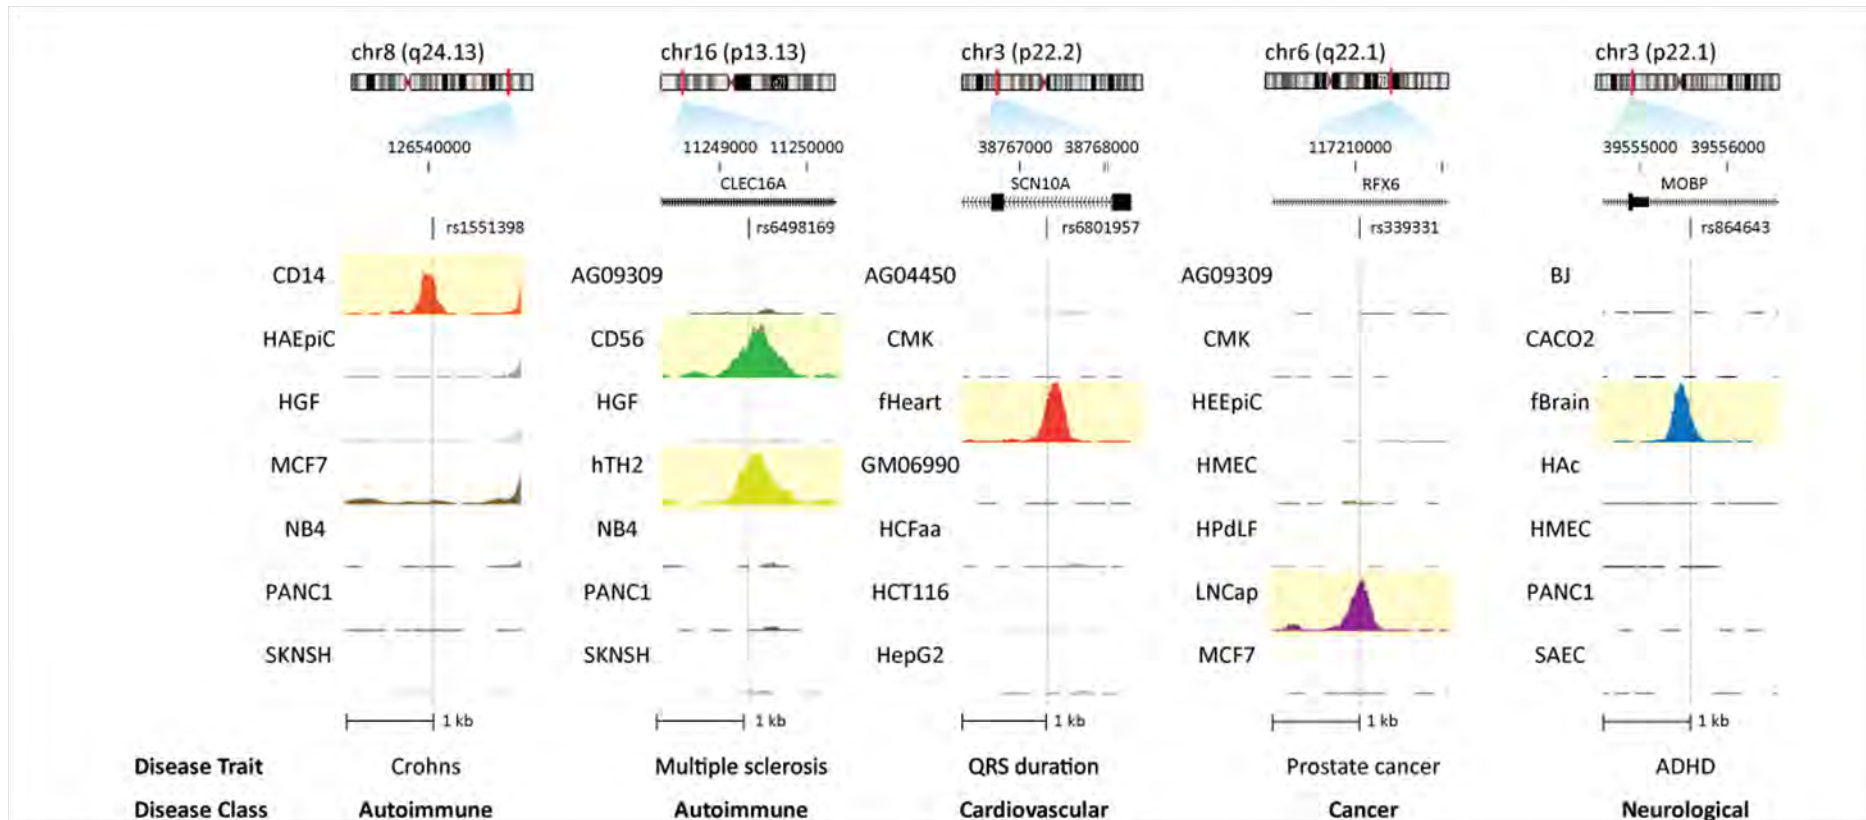 chr8 (q24.13) chr16 (p13.13) chr3 (p22.2) chr6 (q22.1) chr3 (p22.1)
126540000 11249000 11250000 38767000 38768000 117210000 39555000 39556000
CLEC16A SCN10A RFX6 MOBP
rs1551398 rs6498169 rs6801957 rs339331 rs864643
CD14 AG09309 AG04450 AG09309 BJ
HAEpiC CD56 CMK CMK CACO2
HGF HGF fHeart HEEpiC fBrain
MCF7 hTH2 GM06990 HMEC HAc
NB4 NB4 HCFaa HPdLF HMEC
PANC1 PANC1 HCT116 LNCap PANC1
SKNSH SKNSH HepG2 MCF7 SAEC
1 kb 1 kb 1 kb 1 kb 1 kb
Disease Trait Crohns Multiple sclerosis QRS duration Prostate cancer ADHD
Disease Class Autoimmune Autoimmune Cardiovascular Cancer Neurological